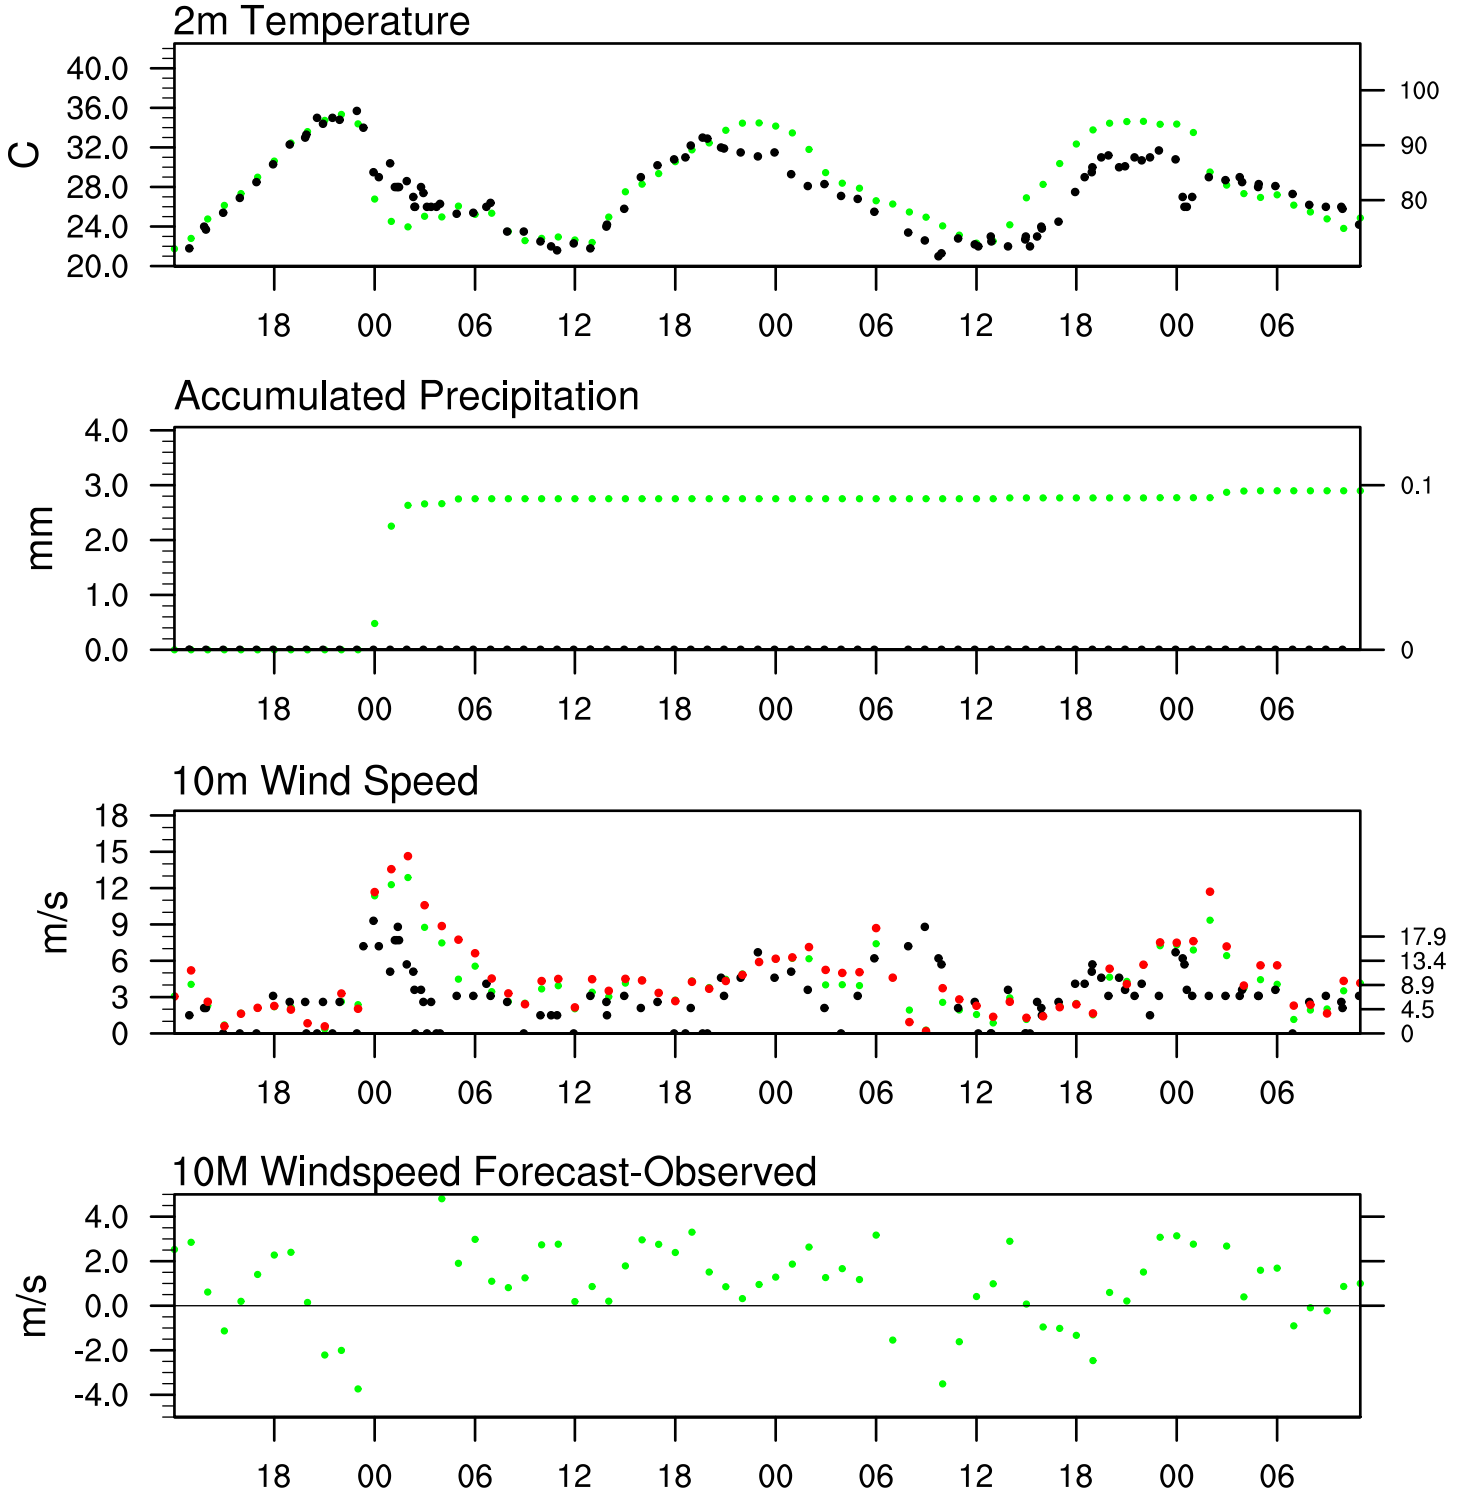 2m Temperature
40.0
36.0
32.0
28.0
24.0
20.0
C
100
90
80
18 00 06 12 18 00 06 12 18 00 06
Accumulated Precipitation
4.0
3.0
2.0
1.0
0.0
mm
0.1
0
18 00 06 12 18 00 06 12 18 00 06
10m Wind Speed
18
15
12
9
6
3
0
m/s
17.9
13.4
8.9
4.5
0
18 00 06 12 18 00 06 12 18 00 06
10M Windspeed Forecast-Observed
4.0
2.0
0.0
-2.0
-4.0
m/s
18 00 06 12 18 00 06 12 18 00 06